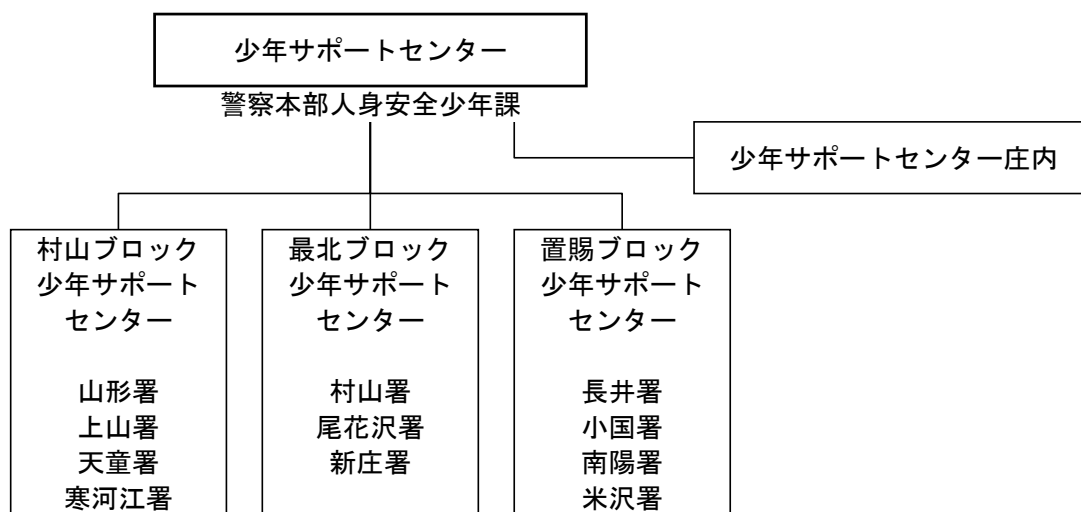 少年サポートセンター
警察本部人身安全少年課
少年サポートセンター庄内
村山ブロック
少年サポート
センター
山形署
上山署
天童署
寒河江署
最北ブロック
少年サポート
センター
村山署
尾花沢署
新庄署
置賜ブロック
少年サポート
センター
長井署
小国署
南陽署
米沢署